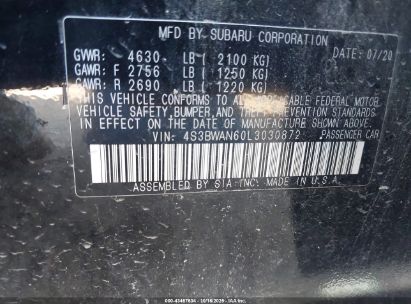 MFD BY SUBARU CORPORATION
GVWR: 4630 LB ( 2100 KG) DATE: 07/20
GAWR: F 2756 LB ( 1250 KG)
GAWR: R 2690 LB ( 1220 KG)
THIS VEHICLE CONFORMS TO ALL APPLICABLE FEDERAL MOTOR
VEHICLE SAFETY, BUMPER, AND THEFT PREVENTION STANDARDS
IN EFFECT ON THE DATE OF MANUFACTURE SHOWN ABOVE.
VIN: 4S3BWAN60L3030872 PASSENGER CAR
ASSEMBLED BY SIA-INC. MADE IN U.S.A.